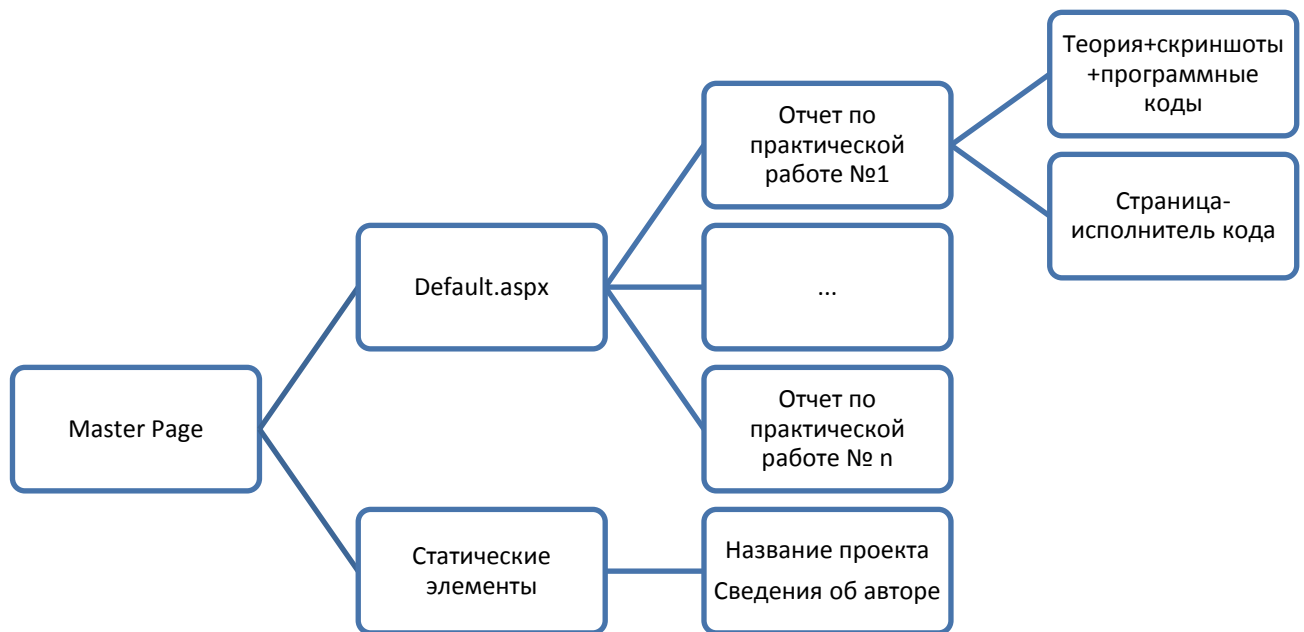 Теория+скриншоты
+программные
коды
Отчет по
практической
работе №1
Страница-
исполнитель кода
Default.aspx
...
Master Page
Отчет по
практической
работе № n
Статические
элементы
Название проекта
Сведения об авторе